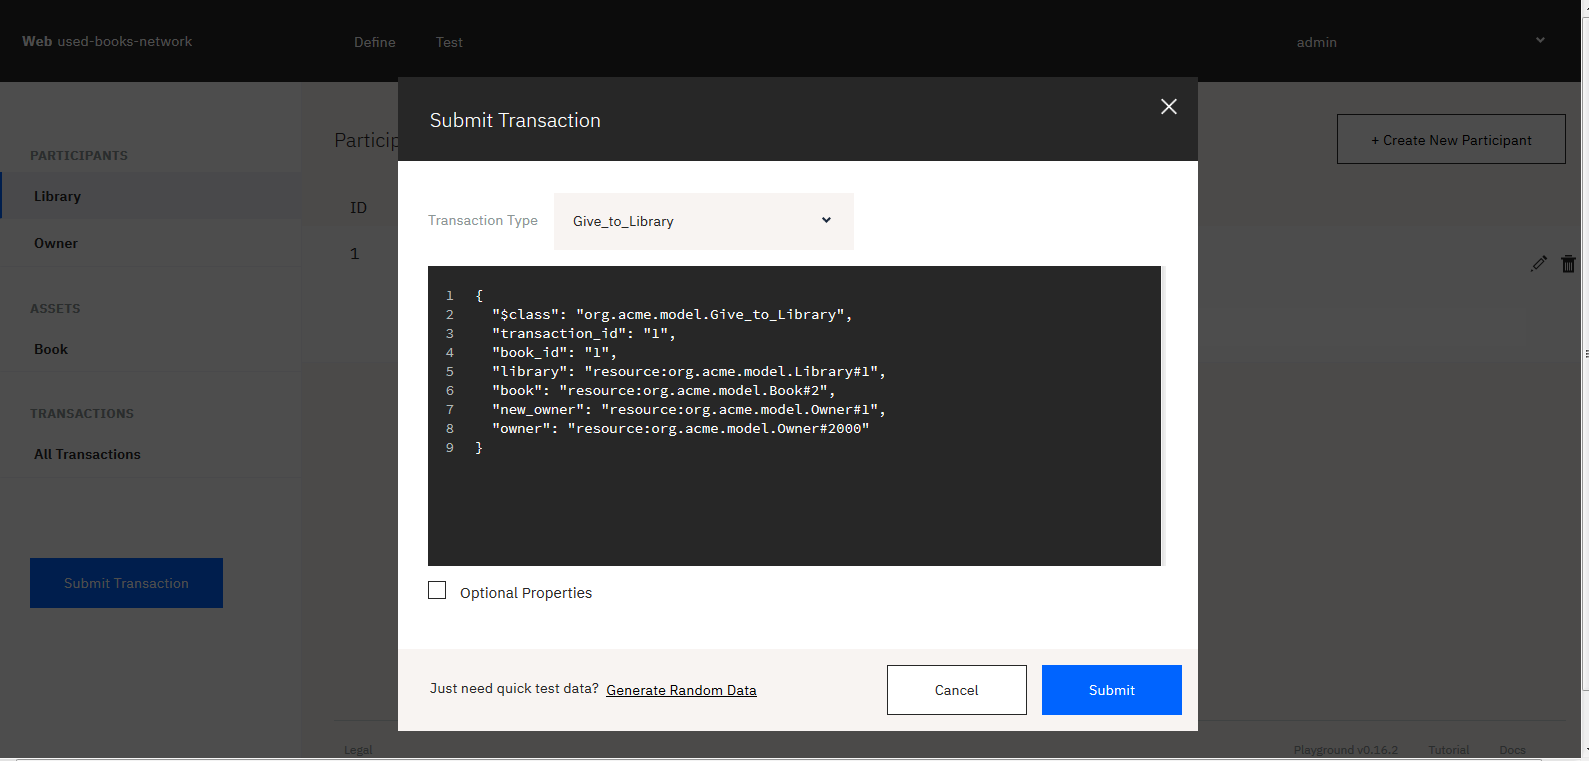 Web used-books-network
Define
Test
admin
Submit Transaction
Particip
+ Create New Participant
PARTICIPANTS
Library
Owner
ID
1
ASSETS
Book
TRANSACTIONS
All Transactions
Submit Transaction
Transaction Type
Give_to_Library
1 {
2 "$class": "org.acme.model.Give_to_Library",
3 "transaction_id": "1",
4 "book_id": "1",
5 "library": "resource:org.acme.model.Library#1",
6 "book": "resource:org.acme.model.Book#2",
7 "new_owner": "resource:org.acme.model.Owner#1",
8 "owner": "resource:org.acme.model.Owner#2000"
9 }
Optional Properties
Just need quick test data? Generate Random Data
Cancel
Submit
Legal
Playground v0.16.2
Tutorial
Docs